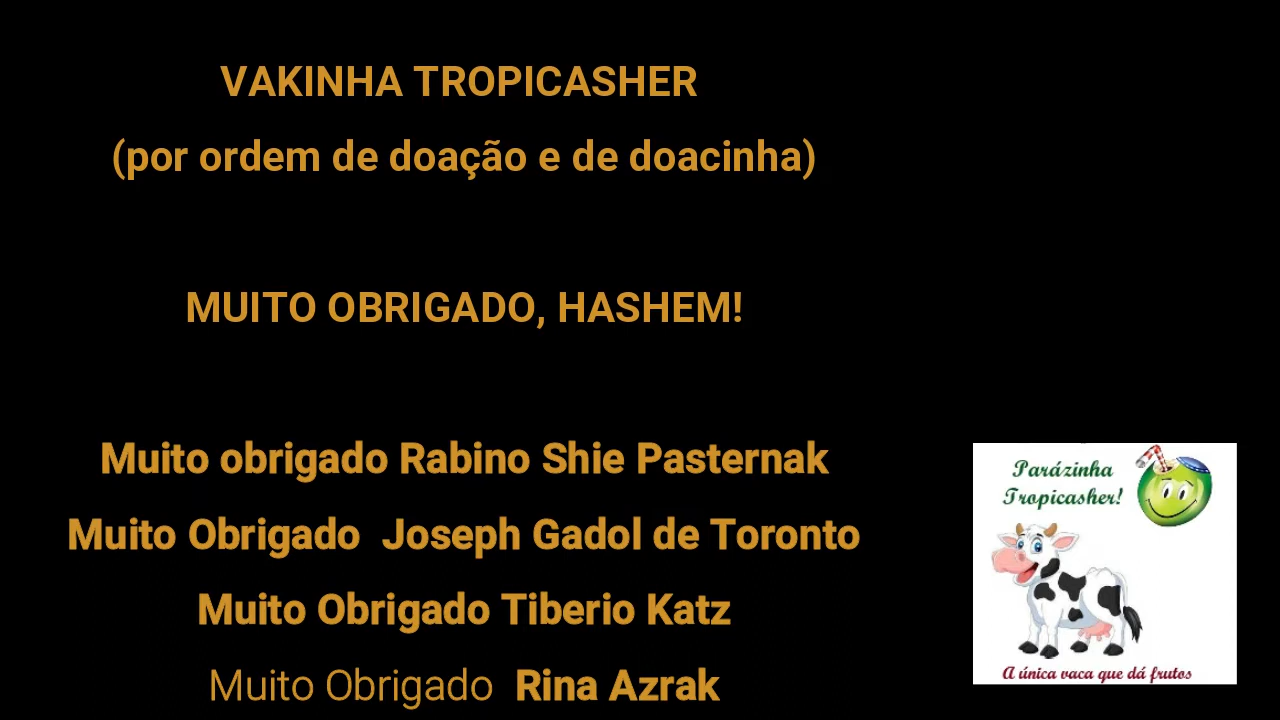 VAKINHA TROPICASHER
(por ordem de doação e de doacinha)
MUITO OBRIGADO, HASHEM!
Muito obrigado Rabino Shie Pasternak
Muito Obrigado Joseph Gadol de Toronto
Muito Obrigado Tiberio Katz
Muito Obrigado Rina Azrak
Parázinha
Tropicasher!
A única vaca que dá frutos